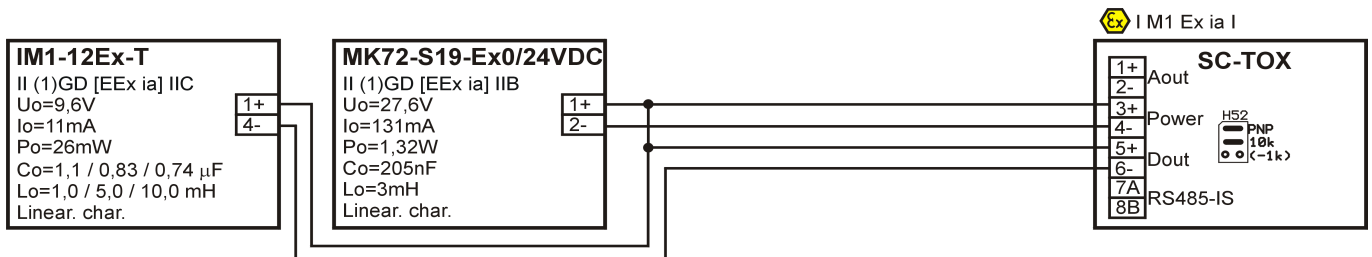 Ex I M1 Ex ia I
IM1-12Ex-T
II (1)GD [EEx ia] IIC
Uo=9,6V
Io=11mA
Po=26mW
Co=1,1 / 0,83 / 0,74 μF
Lo=1,0 / 5,0 / 10,0 mH
Linear. char.
1+
4-
MK72-S19-Ex0/24VDC
II (1)GD [EEx ia] IIB
Uo=27,6V
Io=131mA
Po=1,32W
Co=205nF
Lo=3mH
Linear. char.
1+
2-
SC-TOX
1+
2-
Aout
3+
4-
Power
5+
6-
Dout
7A
8B
RS485-IS
H52
PNP
10k
(-1k)